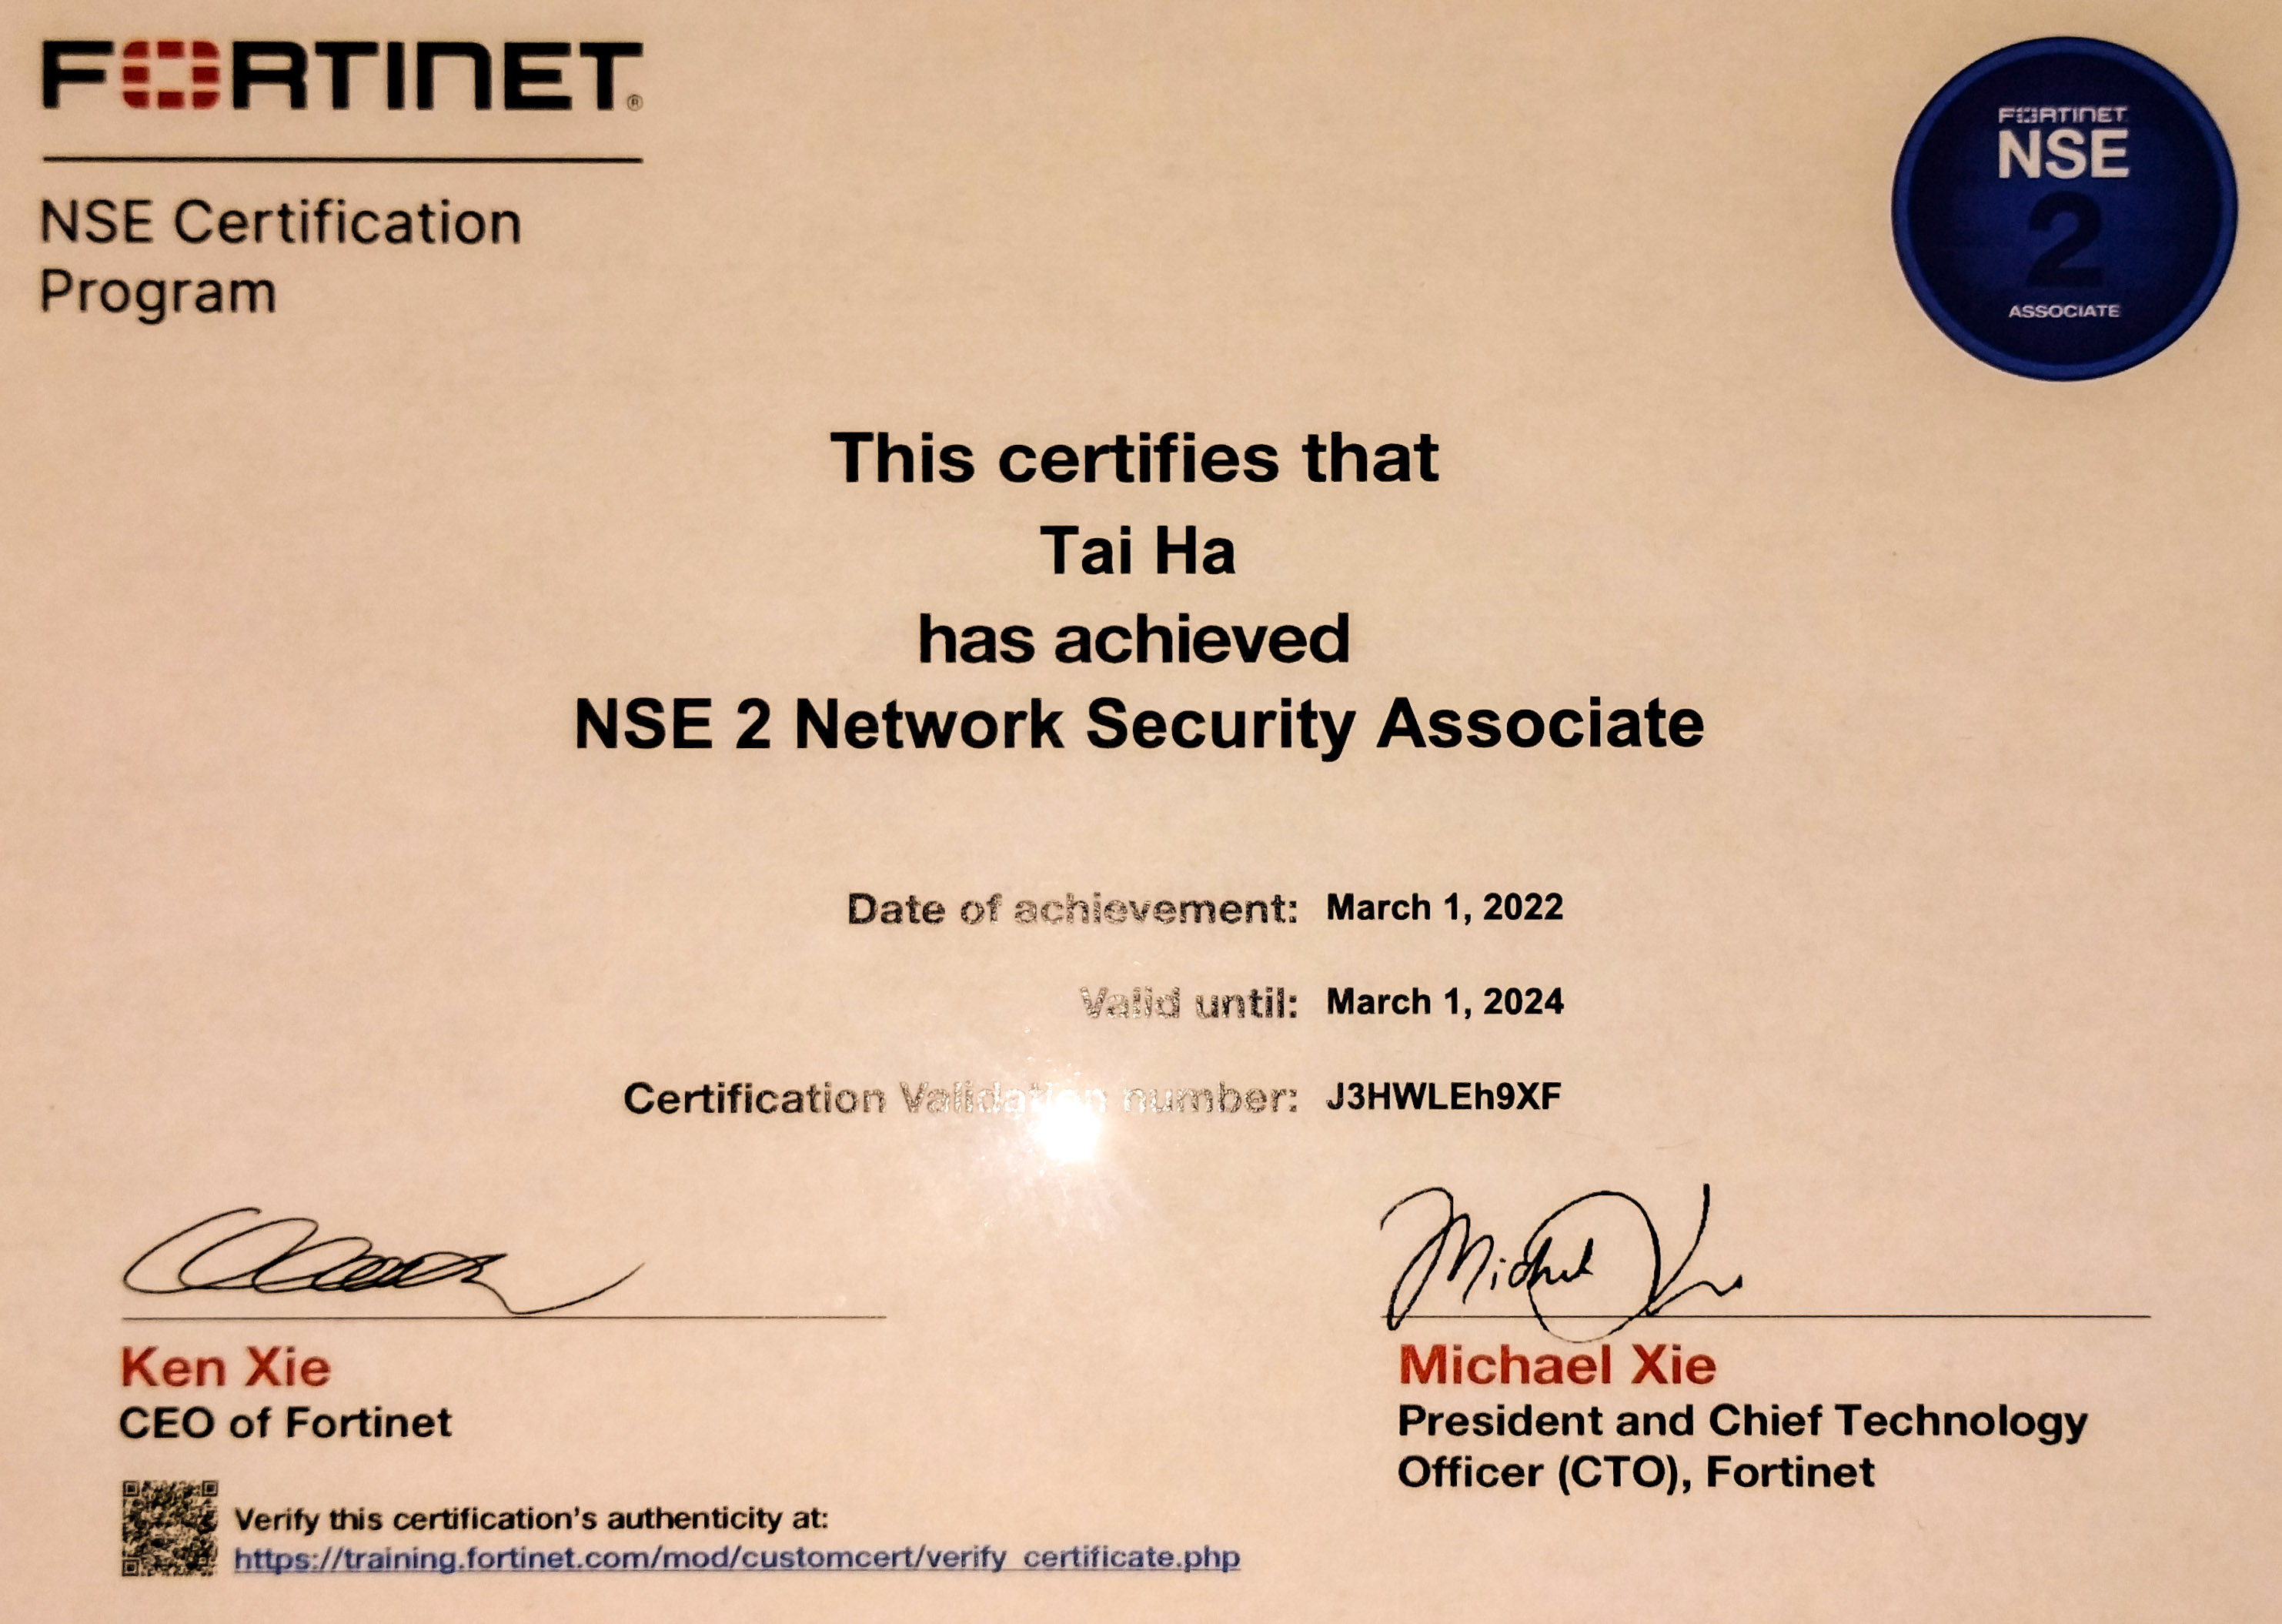 FORTINET®
NSE Certification
Program
FORTINET
NSE
2
ASSOCIATE
This certifies that
Tai Ha
has achieved
NSE 2 Network Security Associate
Date of achievement: March 1, 2022
Valid until: March 1, 2024
Certification Validation number: J3HWLEh9XF
Michael Xie
Ken Xie
CEO of Fortinet
Michael Xie
President and Chief Technology
Officer (CTO), Fortinet
Verify this certification's authenticity at:
https://training.fortinet.com/mod/customcert/verify_certificate.php